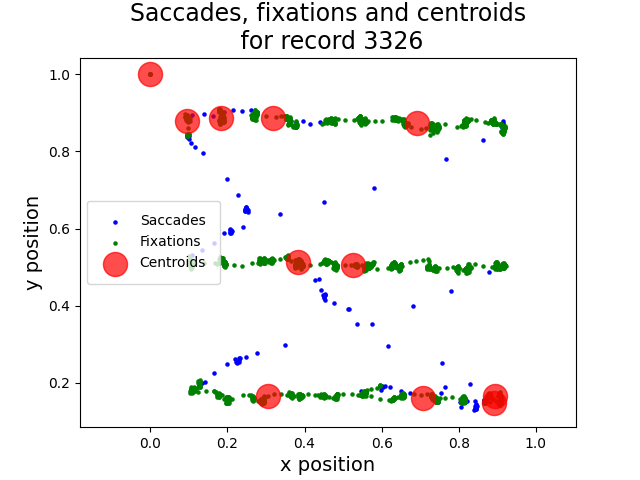 Saccades, fixations and centroids
for record 3326
y position
1.0
0.8
0.6
0.4
0.2
Saccades
Fixations
Centroids
0.0 0.2 0.4 0.6 0.8 1.0
x position